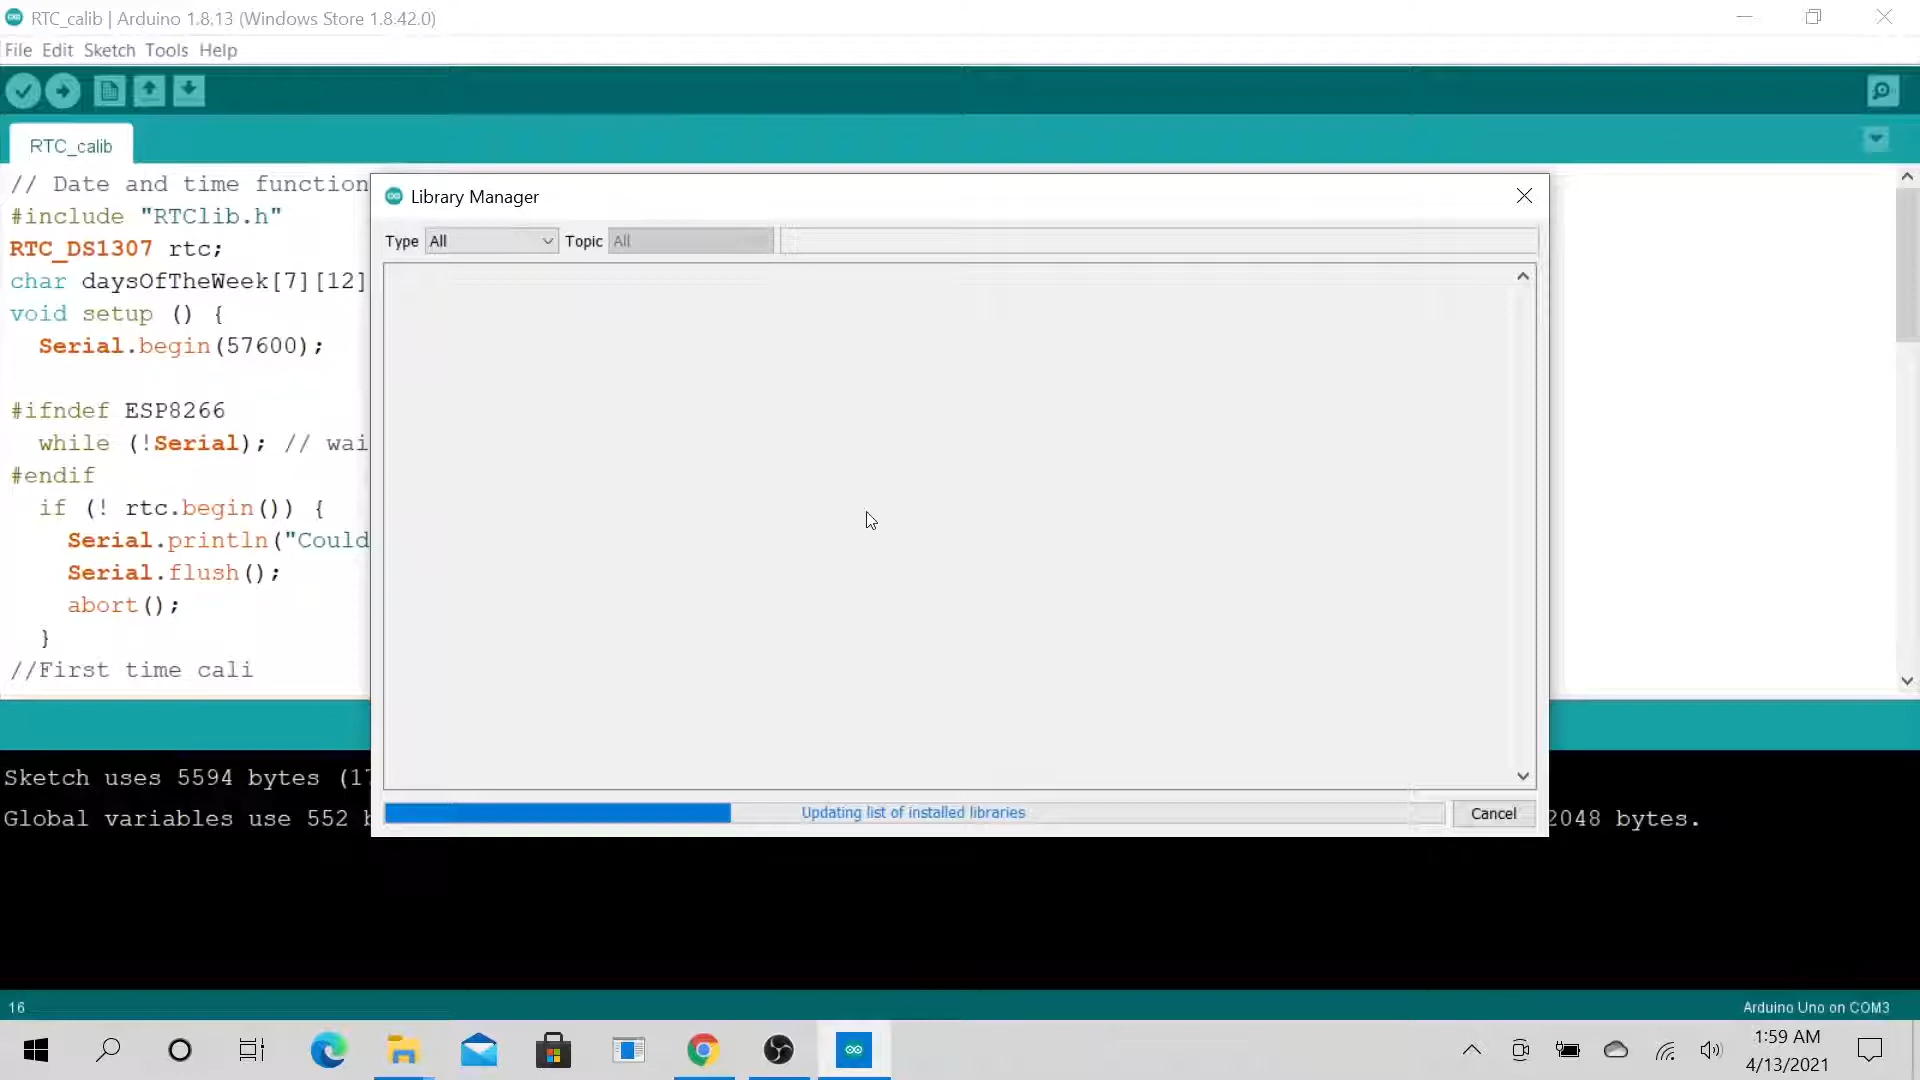 RTC_calib | Arduino 1.8.13 (Windows Store 1.8.42.0)
File Edit Sketch Tools Help
RTC_calib
// Date and time function
#include "RTClib.h"
RTC_DS1307 rtc;
char daysOfTheWeek[7][12]
void setup () {
Serial.begin(57600);
#ifndef ESP8266
while (!Serial); // wai
#endif
if (! rtc.begin()) {
Serial.println("Could
Serial.flush();
abort();
}
//First time cali
Library Manager
Type All Topic All
Updating list of installed libraries
Cancel
Sketch uses 5594 bytes (17
Global variables use 552 b
2048 bytes.
16
Arduino Uno on COM3
1:59 AM
4/13/2021